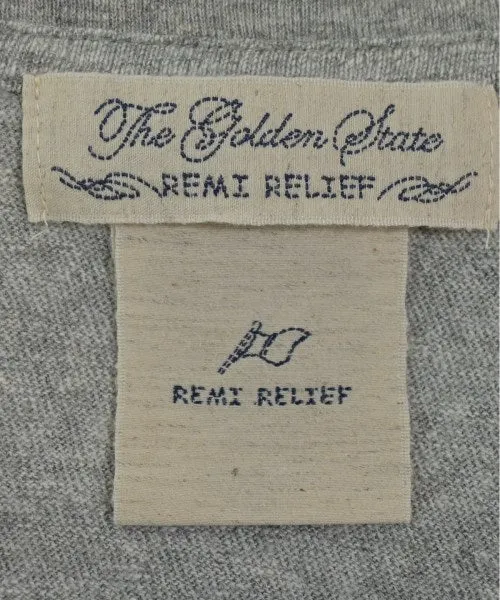 The Golden State
REMI RELIEF
REMI RELIEF